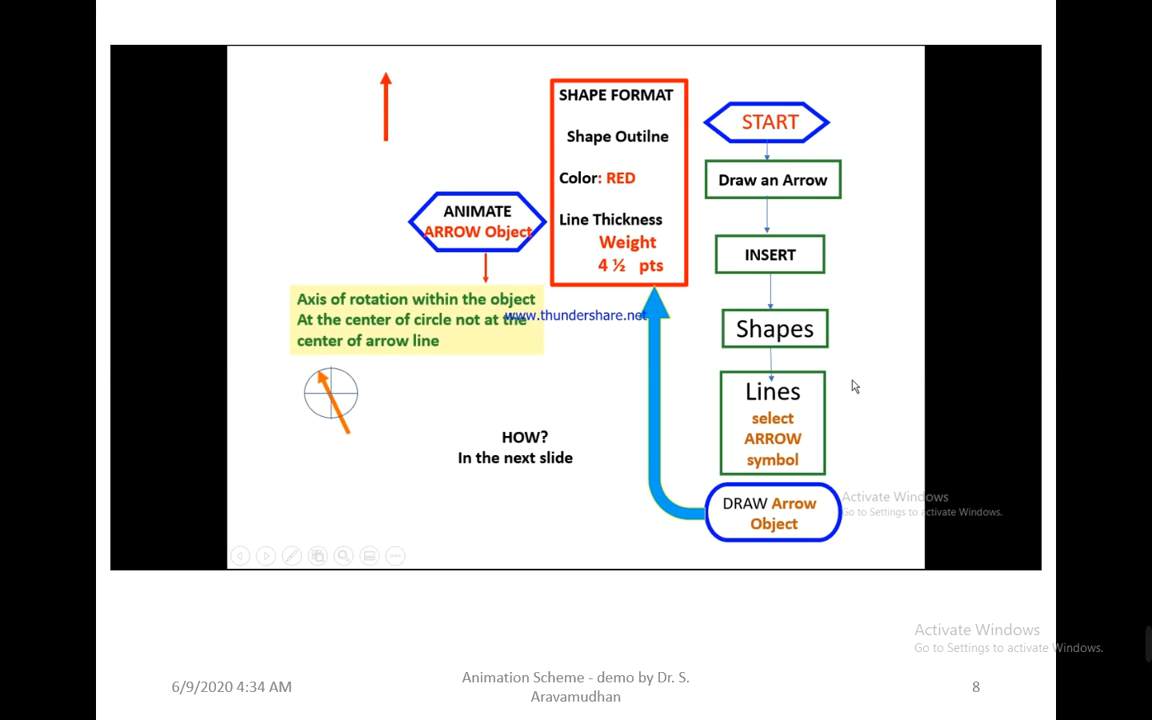 START
Draw an Arrow
INSERT
Shapes
Lines
select
ARROW
symbol
DRAW Arrow
Object
SHAPE FORMAT
Shape Outilne
Color: RED
Line Thickness
Weight
4 ½ pts
ANIMATE
ARROW Object
Axis of rotation within the object
At the center of circle not at the
center of arrow line
www.thundershare.net
HOW?
In the next slide
Activate Windows
Go to Settings to activate Windows.
Activate Windows
Go to Settings to activate Windows.
6/9/2020 4:34 AM
Animation Scheme - demo by Dr. S.
Aravamudhan
8